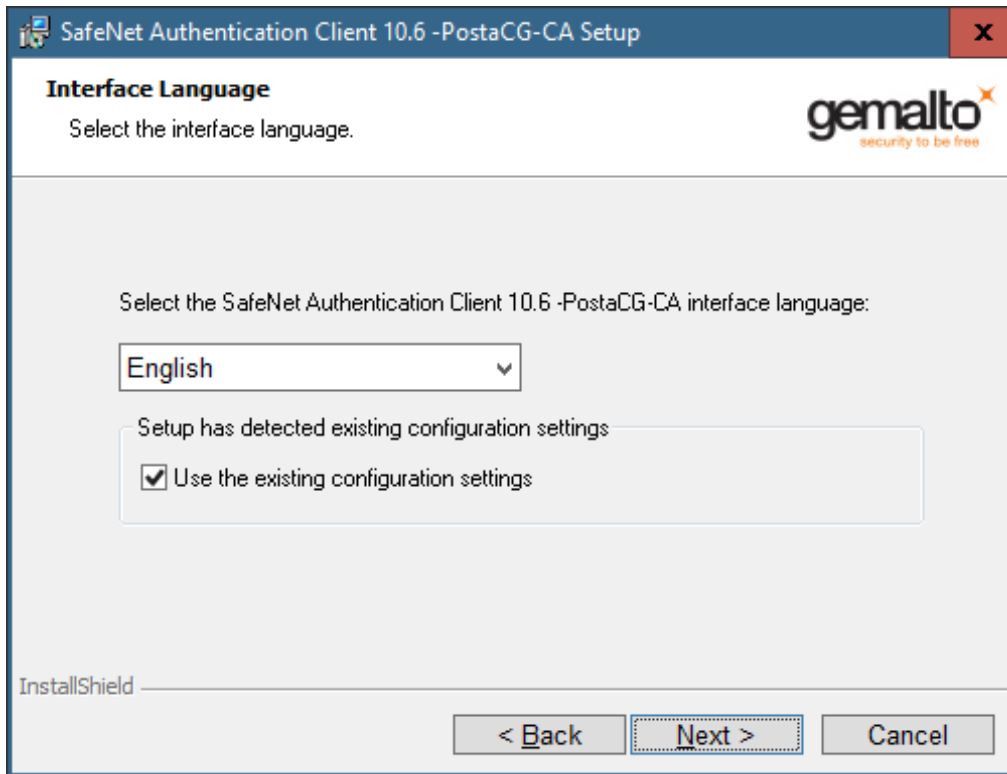 SafeNet Authentication Client 10.6 -PostaCG-CA Setup
x
Interface Language
Select the interface language.
gemalto
security to be free
Select the SafeNet Authentication Client 10.6 -PostaCG-CA interface language:
English
Setup has detected existing configuration settings
Use the existing configuration settings
InstallShield
< Back
Next >
Cancel